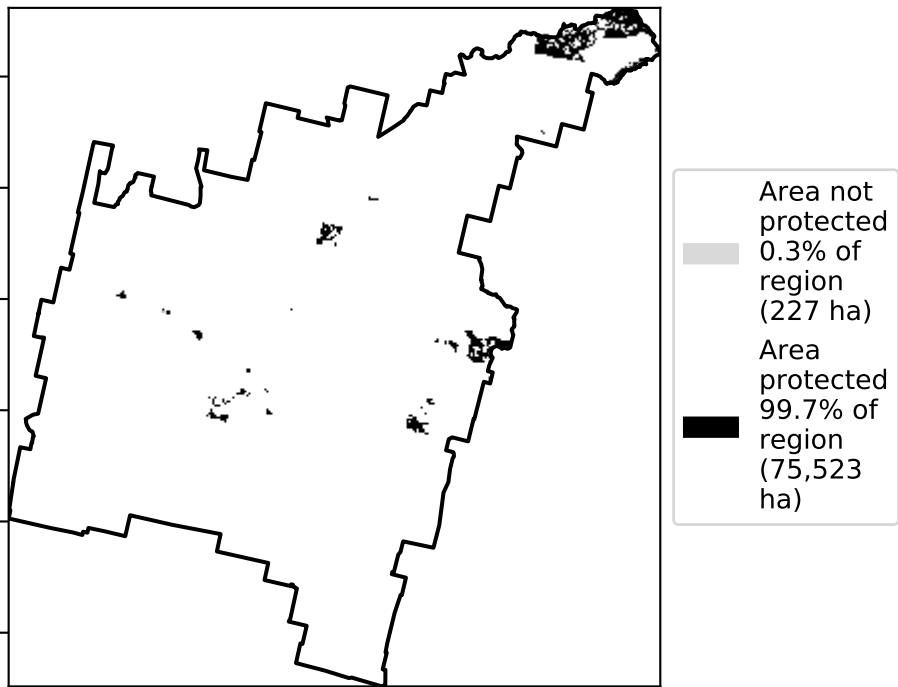 Area not
protected
0.3% of
region
(227 ha)
Area
protected
99.7% of
region
(75,523
ha)